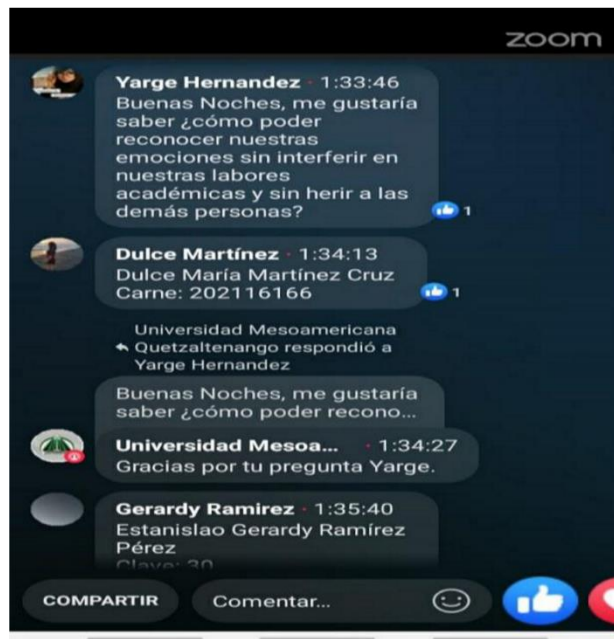 zoom
Yarge Hernandez · 1:33:46
Buenas Noches, me gustaría
saber ¿cómo poder
reconocer nuestras
emociones sin interferir en
nuestras labores
académicas y sin herir a las
demás personas?
1
Dulce Martínez · 1:34:13
Dulce María Martínez Cruz
Carne: 202116166
1
Universidad Mesoamericana
Quetzaltenango respondió a
Yarge Hernandez
Buenas Noches, me gustaría
saber ¿cómo poder recono...
Universidad Mesoa... · 1:34:27
Gracias por tu pregunta Yarge.
Gerardy Ramirez · 1:35:40
Estanislao Gerardy Ramírez
Pérez
Clave: 30
COMPARTIR
Comentar...